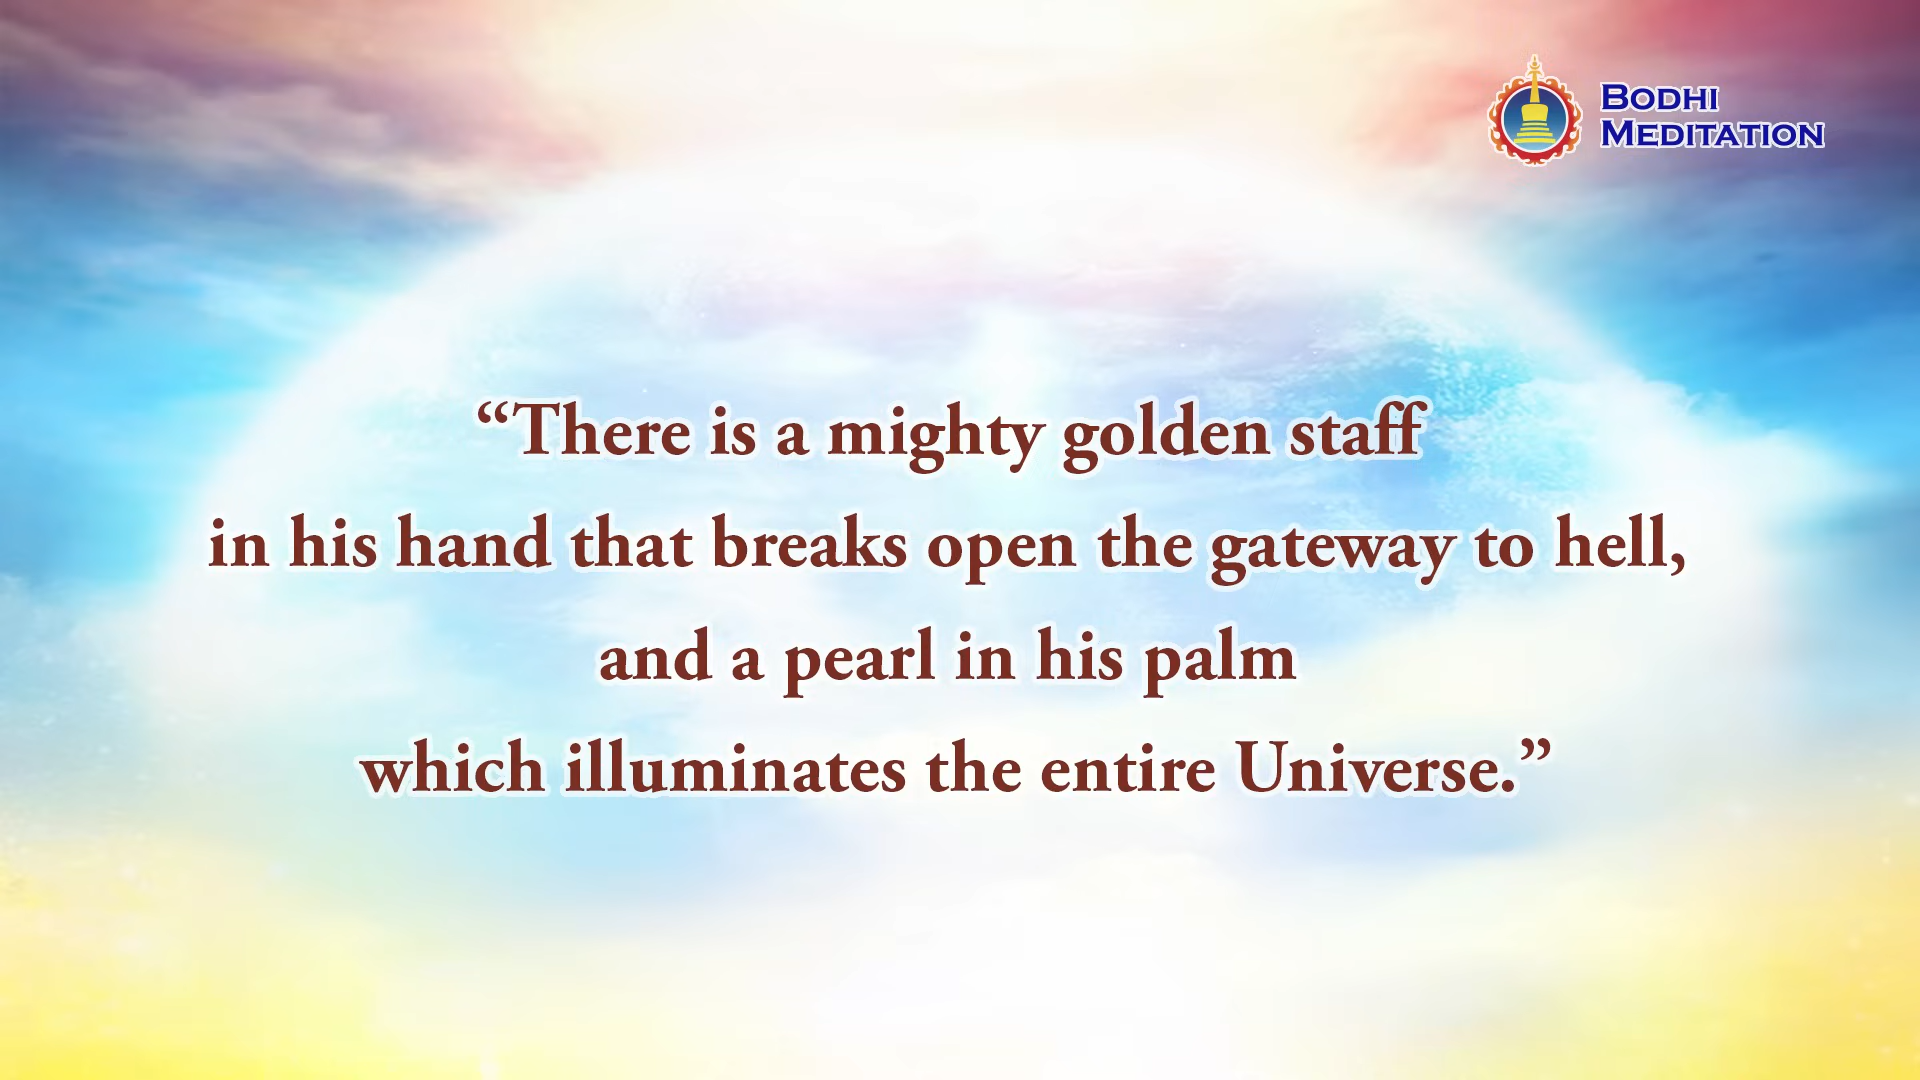 BODHI
MEDITATION
“There is a mighty golden staff
in his hand that breaks open the gateway to hell,
and a pearl in his palm
which illuminates the entire Universe.”